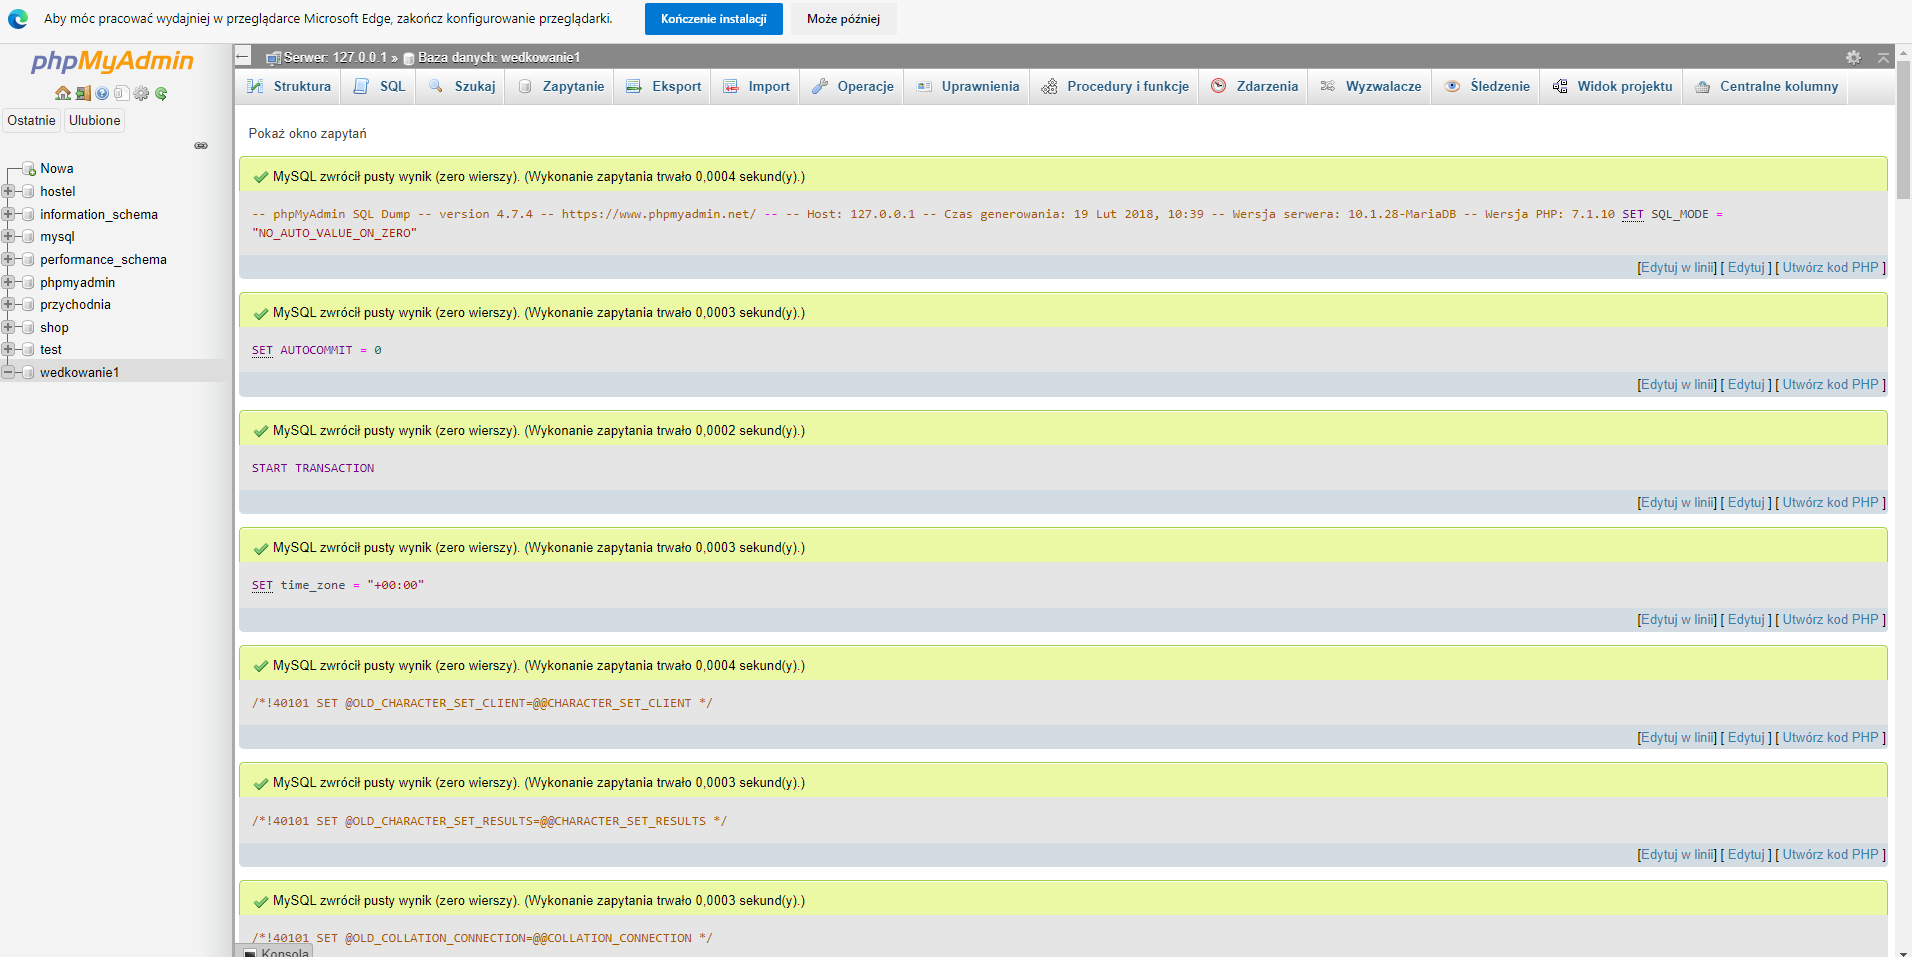 Aby móc pracować wydajniej w przeglądarce Microsoft Edge, zakończ konfigurowanie przeglądarki. Kończenie instalacji Może później
phpMyAdmin
Ostatnie Ulubione
Nowa
hostel
information_schema
mysql
performance_schema
phpmyadmin
przychodnia
shop
test
wedkowanie1
Serwer: 127.0.0.1 » Baza danych: wedkowanie1
Struktura SQL Szukaj Zapytanie Eksport Import Operacje Uprawnienia Procedury i funkcje Zdarzenia Wyzwalacze Śledzenie Widok projektu Centralne kolumny
Pokaż okno zapytań
MySQL zwrócił pusty wynik (zero wierszy). (Wykonanie zapytania trwało 0,0004 sekund(y).)
-- phpMyAdmin SQL Dump -- version 4.7.4 -- https://www.phpmyadmin.net/ -- -- Host: 127.0.0.1 -- Czas generowania: 19 Lut 2018, 10:39 -- Wersja serwera: 10.1.28-MariaDB -- Wersja PHP: 7.1.10 SET SQL_MODE =
"NO_AUTO_VALUE_ON_ZERO"
[Edytuj w linii] [ Edytuj ] [ Utwórz kod PHP ]
MySQL zwrócił pusty wynik (zero wierszy). (Wykonanie zapytania trwało 0,0003 sekund(y).)
SET AUTOCOMMIT = 0
[Edytuj w linii] [ Edytuj ] [ Utwórz kod PHP ]
MySQL zwrócił pusty wynik (zero wierszy). (Wykonanie zapytania trwało 0,0002 sekund(y).)
START TRANSACTION
[Edytuj w linii] [ Edytuj ] [ Utwórz kod PHP ]
MySQL zwrócił pusty wynik (zero wierszy). (Wykonanie zapytania trwało 0,0003 sekund(y).)
SET time_zone = "+00:00"
[Edytuj w linii] [ Edytuj ] [ Utwórz kod PHP ]
MySQL zwrócił pusty wynik (zero wierszy). (Wykonanie zapytania trwało 0,0004 sekund(y).)
/*!40101 SET @OLD_CHARACTER_SET_CLIENT=@@CHARACTER_SET_CLIENT */
[Edytuj w linii] [ Edytuj ] [ Utwórz kod PHP ]
MySQL zwrócił pusty wynik (zero wierszy). (Wykonanie zapytania trwało 0,0003 sekund(y).)
/*!40101 SET @OLD_CHARACTER_SET_RESULTS=@@CHARACTER_SET_RESULTS */
[Edytuj w linii] [ Edytuj ] [ Utwórz kod PHP ]
MySQL zwrócił pusty wynik (zero wierszy). (Wykonanie zapytania trwało 0,0003 sekund(y).)
/*!40101 SET @OLD_COLLATION_CONNECTION=@@COLLATION_CONNECTION */
Konsola